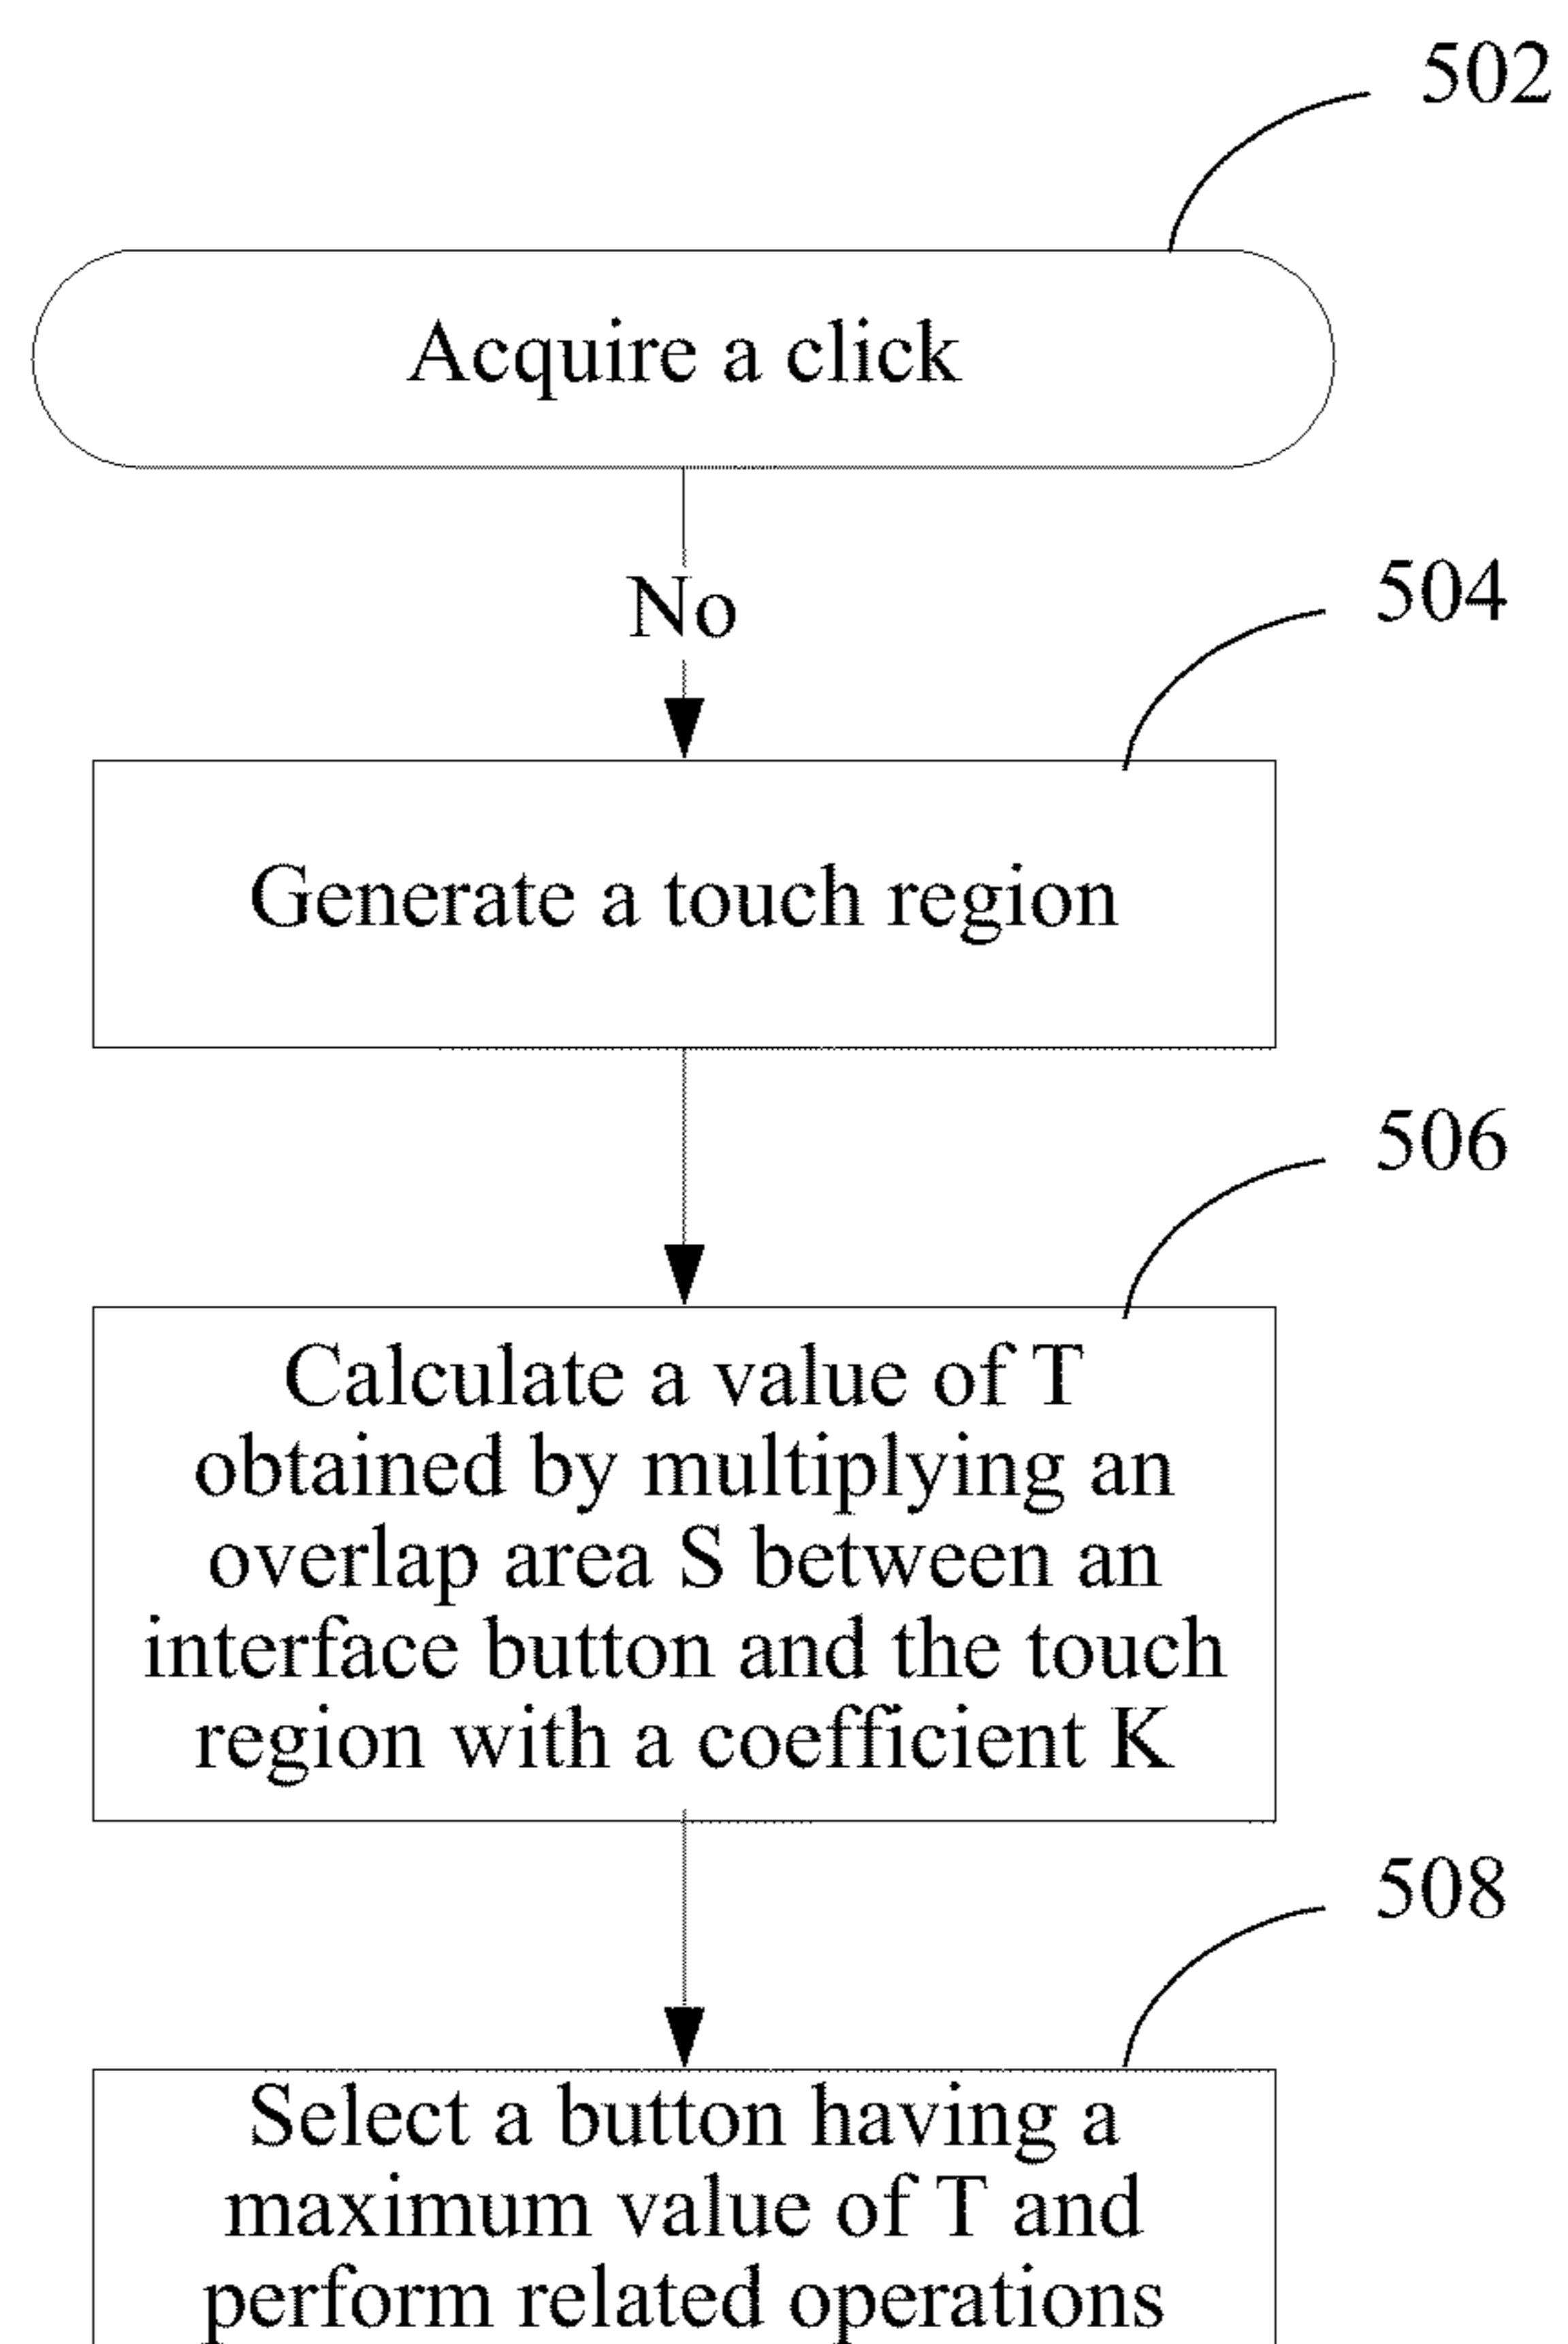 502
Acquire a click
No
504
Generate a touch region
506
Calculate a value of T
obtained by multiplying an
overlap area S between an
interface button and the touch
region with a coefficient K
508
Select a button having a
maximum value of T and
perform related operations